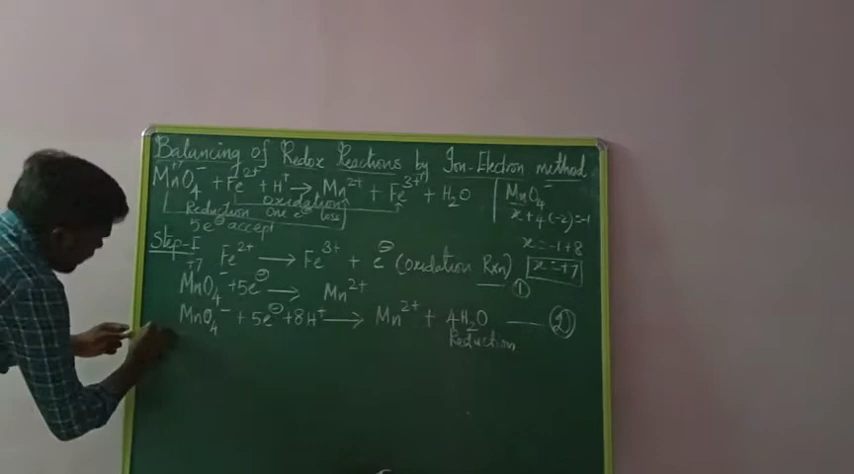 Balancing of Redox Reactions by Ion-Electron method
+7
MnO₄⁻ + Fe²⁺ + H⁺ → Mn²⁺ + Fe³⁺ + H₂O
Oxidation
Reduction One e⊖ loss
5e⊖ accept
MnO₄⁻
x+4(-2)=-1
x=-1+8
x=+7
Step-I Fe²⁺ → Fe³⁺ + e⊖ (Oxidation Rxn) — ①
+7
MnO₄⁻ +5e⊖ → Mn²⁺
MnO₄⁻ + 5e⊖ +8H⁺ → Mn²⁺ + 4H₂O — ②
Reduction